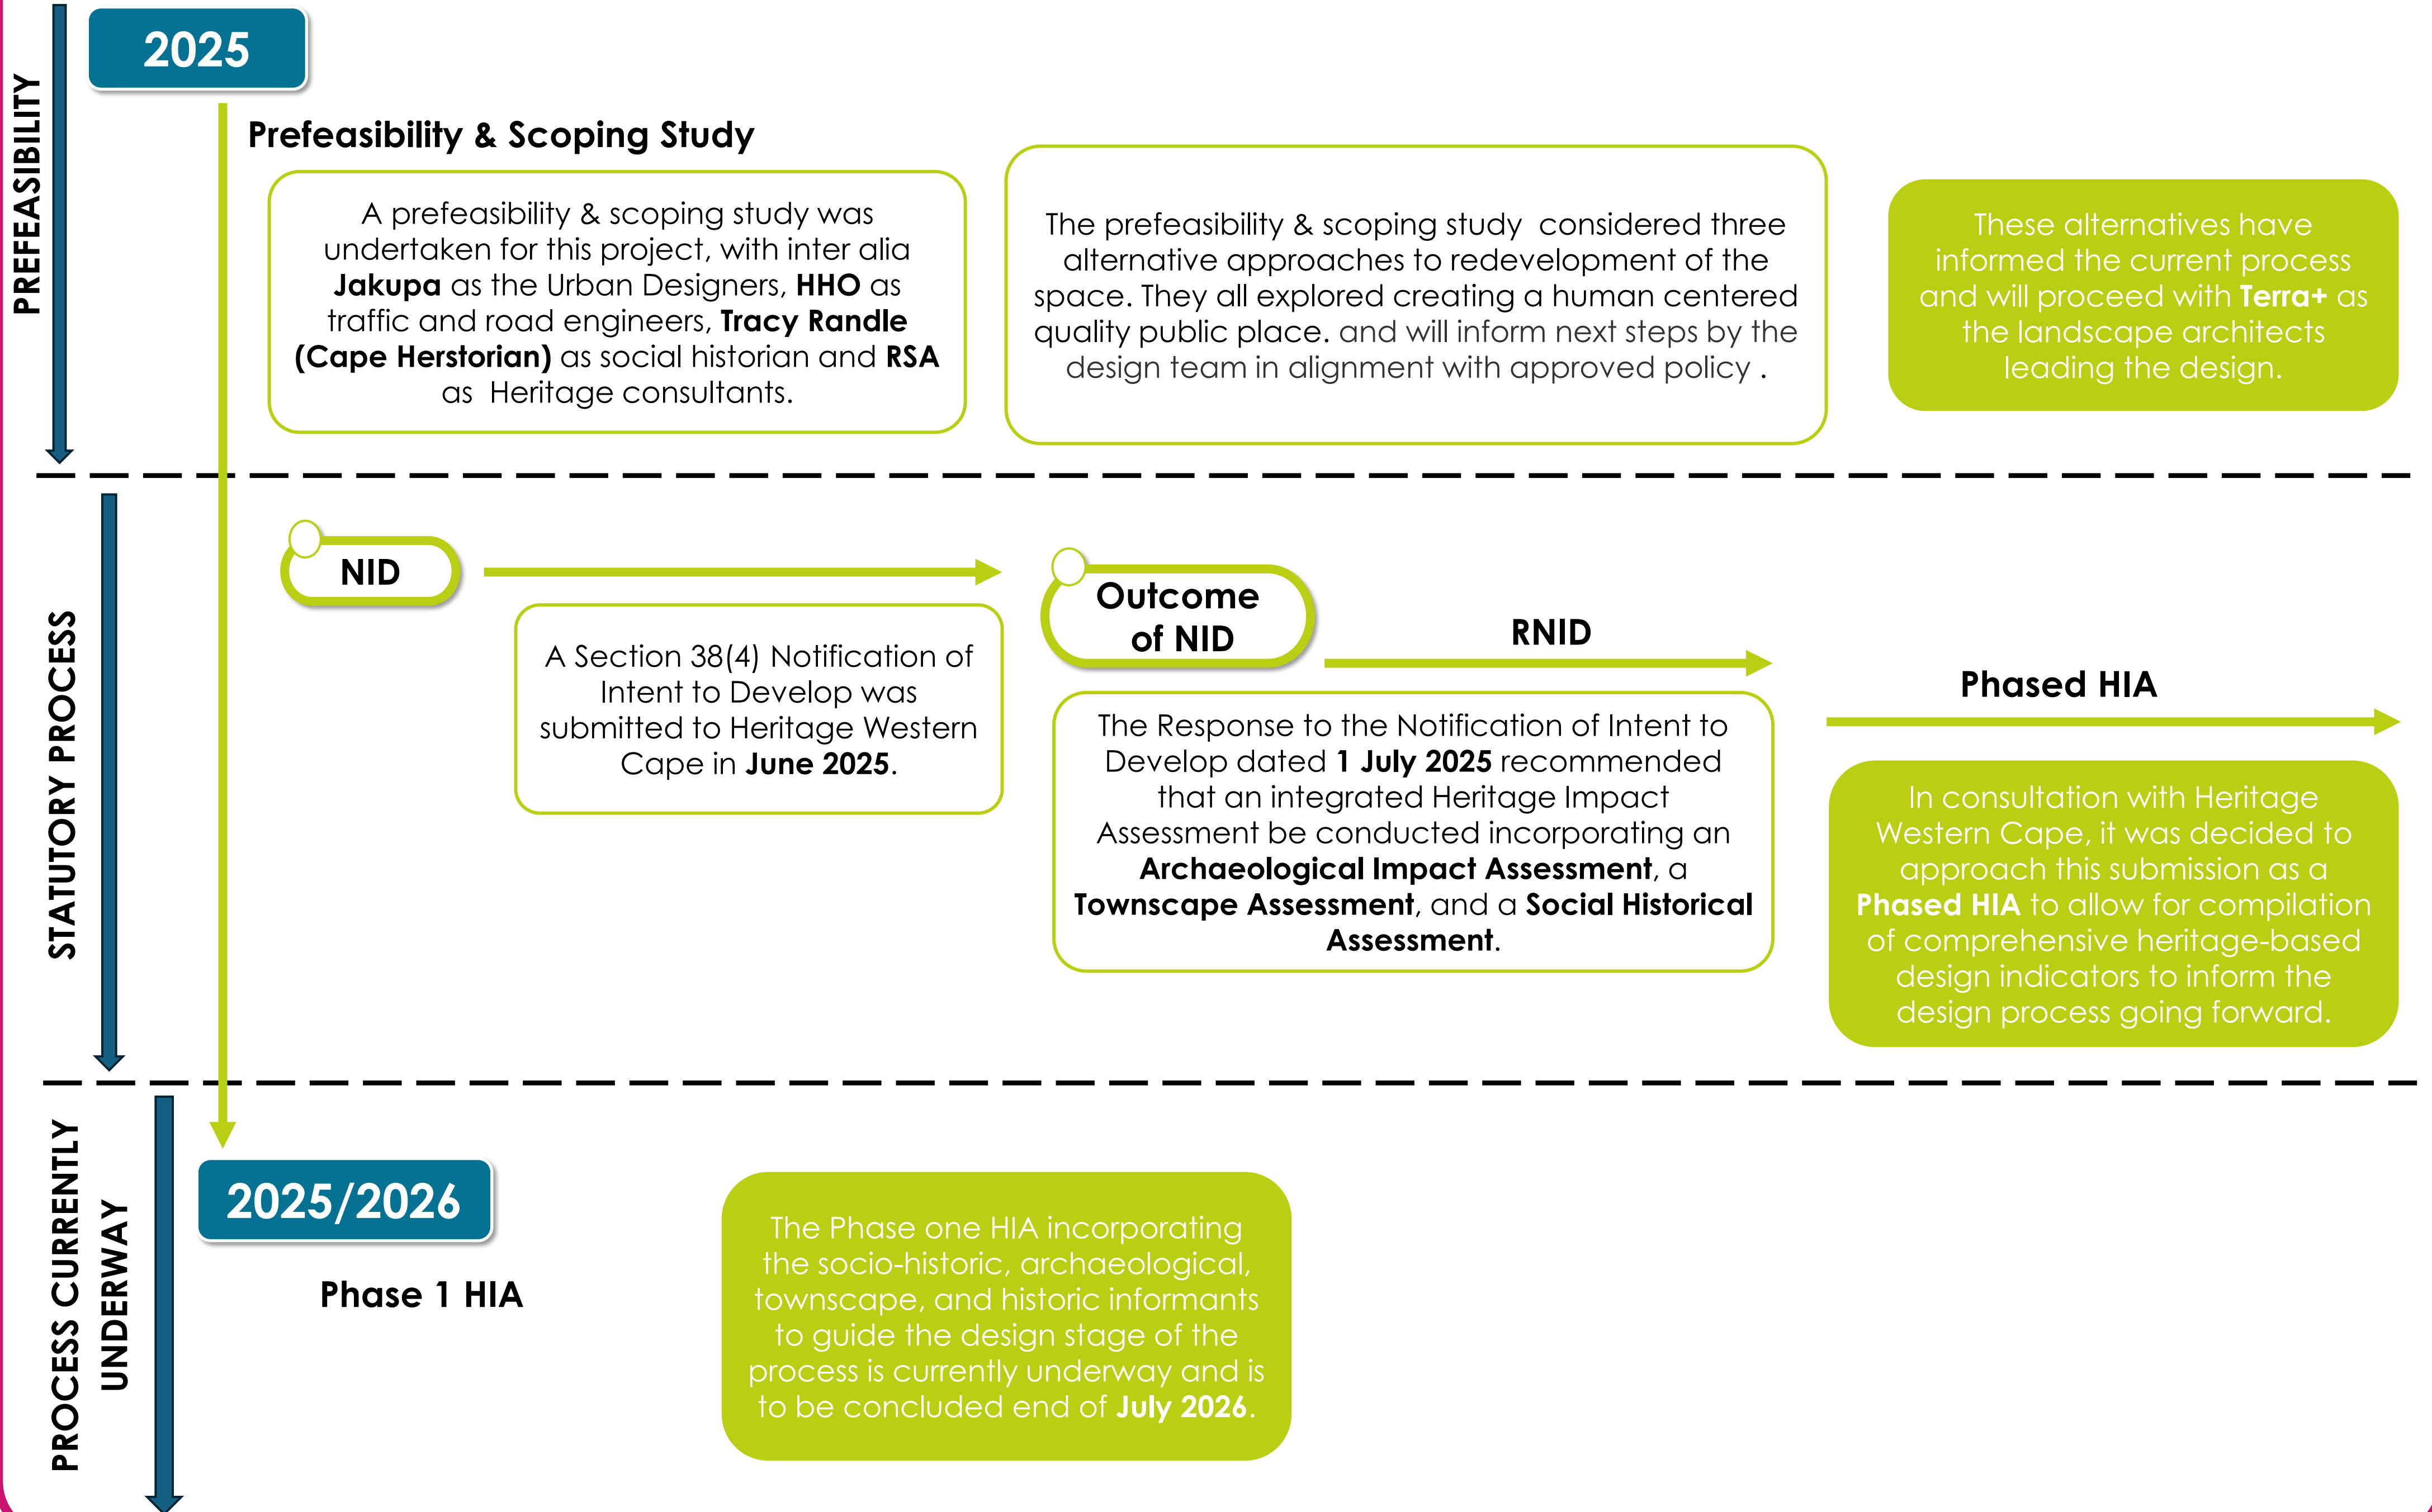 PREFEASIBILITY
2025
Prefeasibility & Scoping Study
A prefeasibility & scoping study was
undertaken for this project, with inter alia
Jakupa as the Urban Designers, HHO as
traffic and road engineers, Tracy Randle
(Cape Herstorian) as social historian and RSA
as Heritage consultants.
The prefeasibility & scoping study considered three
alternative approaches to redevelopment of the
space. They all explored creating a human centered
quality public place. and will inform next steps by the
design team in alignment with approved policy .
These alternatives have
informed the current process
and will proceed with Terra+ as
the landscape architects
leading the design.
STATUTORY PROCESS
NID
A Section 38(4) Notification of
Intent to Develop was
submitted to Heritage Western
Cape in June 2025.
Outcome
of NID
RNID
The Response to the Notification of Intent to
Develop dated 1 July 2025 recommended
that an integrated Heritage Impact
Assessment be conducted incorporating an
Archaeological Impact Assessment, a
Townscape Assessment, and a Social Historical
Assessment.
Phased HIA
In consultation with Heritage
Western Cape, it was decided to
approach this submission as a
Phased HIA to allow for compilation
of comprehensive heritage-based
design indicators to inform the
design process going forward.
PROCESS CURRENTLY
UNDERWAY
2025/2026
Phase 1 HIA
The Phase one HIA incorporating
the socio-historic, archaeological,
townscape, and historic informants
to guide the design stage of the
process is currently underway and is
to be concluded end of July 2026.